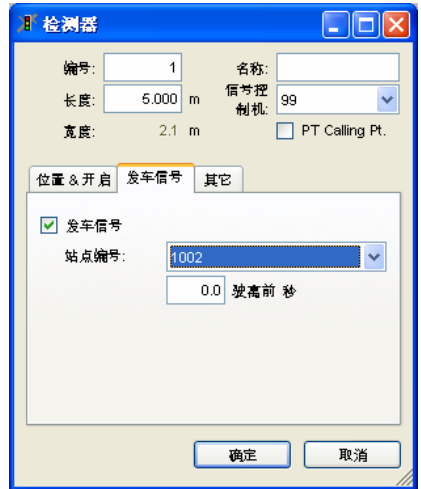 检测器
编号: 1 名称:
长度: 5.000 m 信号控制机: 99
宽度: 2.1 m PT Calling Pt.
位置 & 开启 发车信号 其它
发车信号
站点编号: 1002
0.0 驶离前 秒
确定 取消